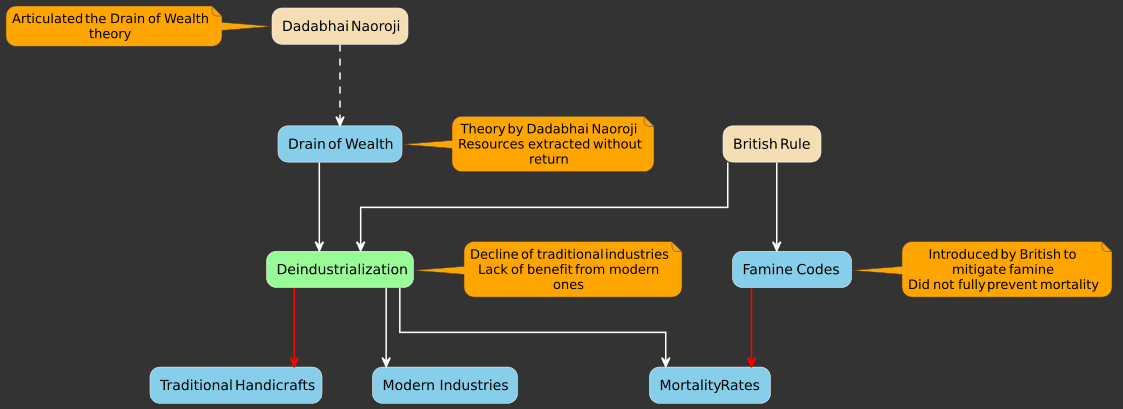 Articulated the Drain of Wealth
theory
Dadabhai Naoroji
Drain of Wealth
Theory by Dadabhai Naoroji
Resources extracted without
return
British Rule
Deindustrialization
Decline of traditional industries
Lack of benefit from modern
ones
Famine Codes
Introduced by British to
mitigate famine
Did not fully prevent mortality
Traditional Handicrafts
Modern Industries
MortalityRates